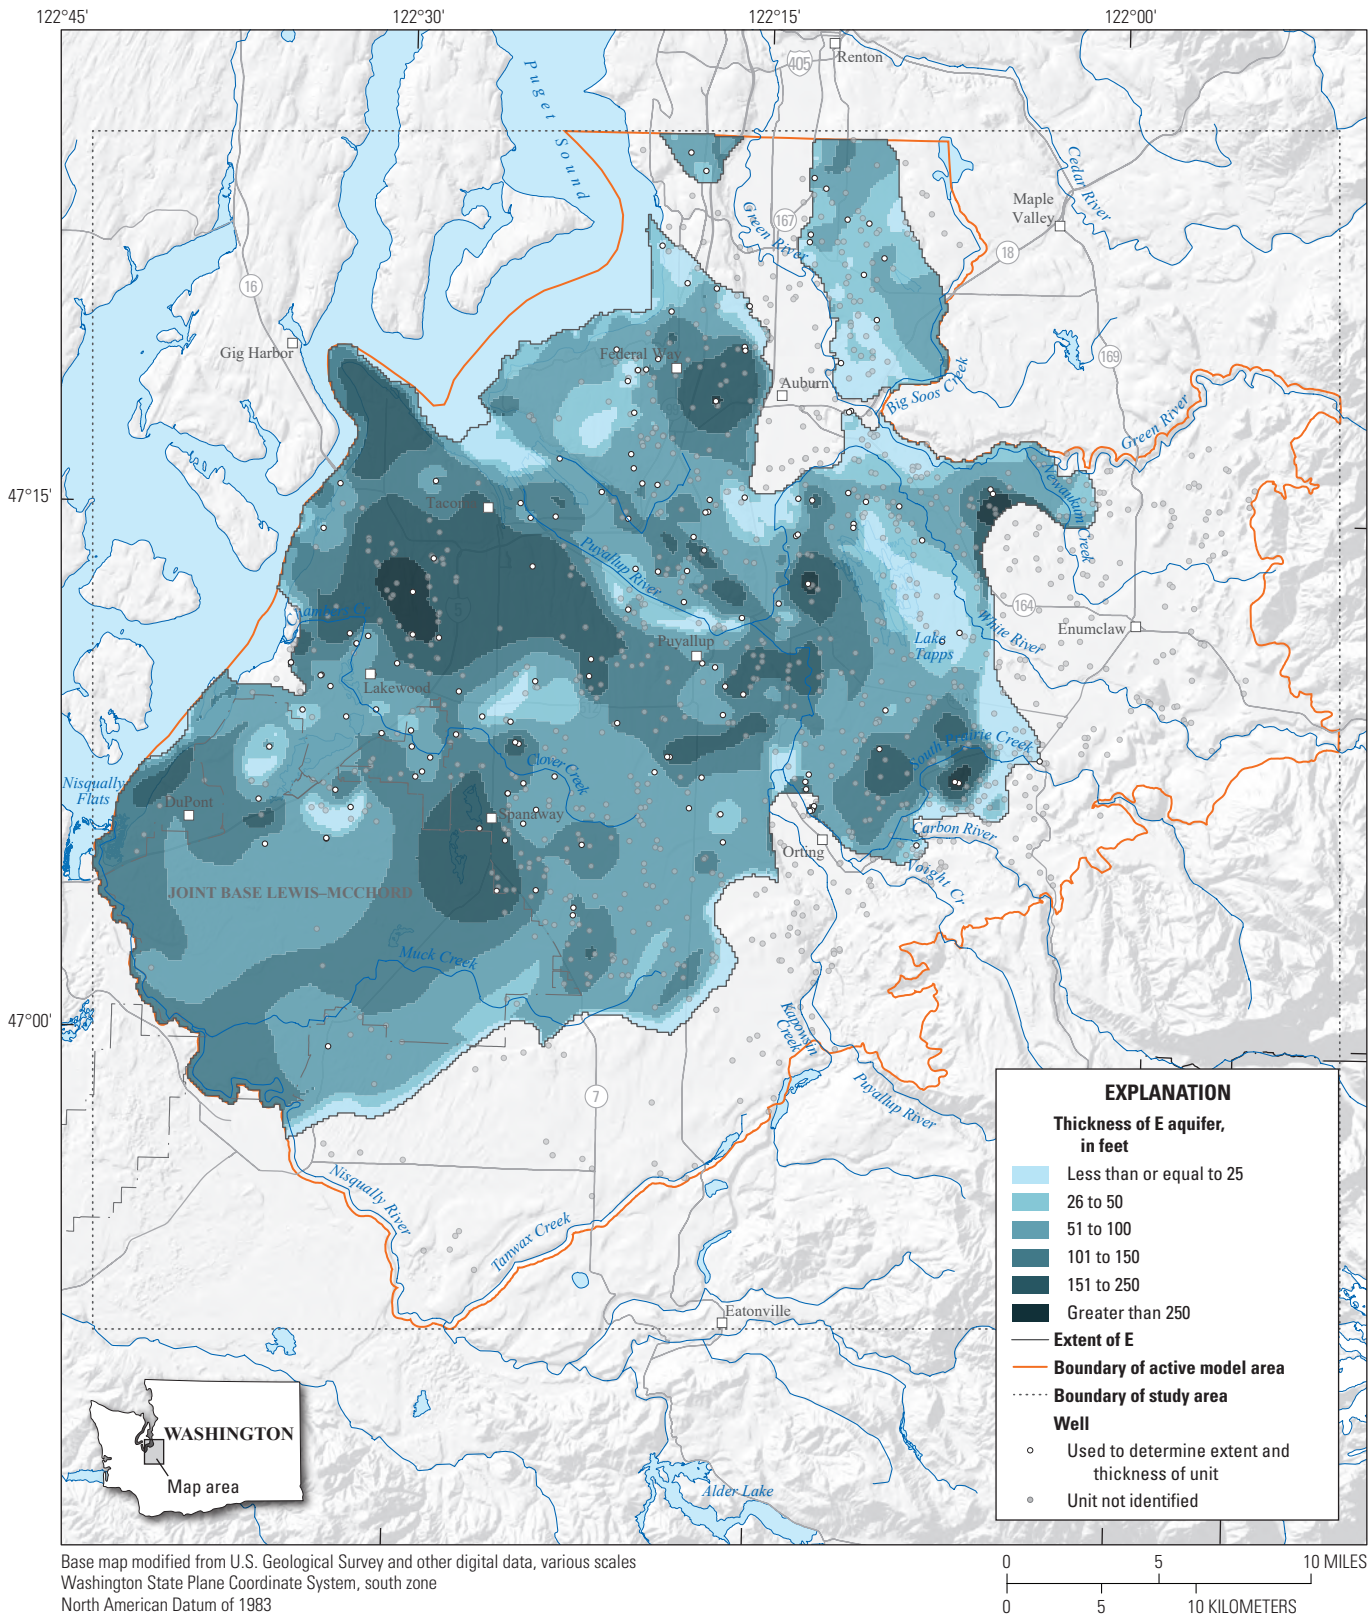 122°45' 122°30' 122°15' 122°00'
405
Renton
Puget Sound
Cedar River
Maple
Valley
Green River
167
18
16
Gig Harbor
Federal Way
169
Auburn
Big Soos Creek
Green River
47°15'
Tacoma
Newaukum Creek
Puyallup River
5
164
White River
Enumclaw
Lake
Tapps
Puyallup
Lakewood
South Prairie Creek
Clover Creek
Nisqually
Flats
DuPont
Spanaway
Carbon River
Orting
Voight Cr
JOINT BASE LEWIS–MCCHORD
Muck Creek
47°00'
Kapowsin
Creek
Puyallup River
7
Nisqually River
Tanwax Creek
Eatonville
Alder Lake
EXPLANATION
Thickness of E aquifer,
in feet
Less than or equal to 25
26 to 50
51 to 100
101 to 150
151 to 250
Greater than 250
Extent of E
Boundary of active model area
Boundary of study area
Well
Used to determine extent and
thickness of unit
Unit not identified
WASHINGTON
Map area
Base map modified from U.S. Geological Survey and other digital data, various scales
Washington State Plane Coordinate System, south zone
North American Datum of 1983
0 5 10 MILES
0 5 10 KILOMETERS